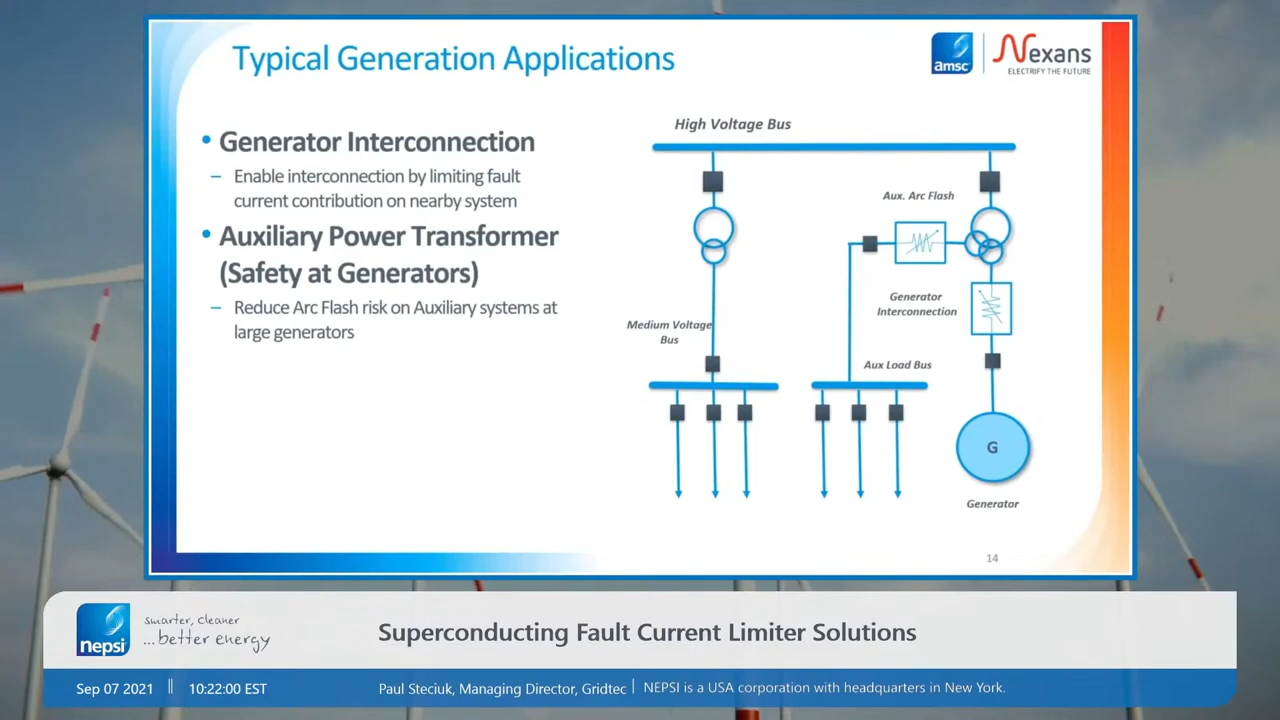 Typical Generation Applications
amsc
Nexans
ELECTRIFY THE FUTURE
• Generator Interconnection
– Enable interconnection by limiting fault
current contribution on nearby system
• Auxiliary Power Transformer
(Safety at Generators)
– Reduce Arc Flash risk on Auxiliary systems at
large generators
High Voltage Bus
Aux. Arc Flash
Generator
Interconnection
Medium Voltage
Bus
Aux Load Bus
G
Generator
14
nepsi
smarter, cleaner
...better energy
Superconducting Fault Current Limiter Solutions
Sep 07 2021 || 10:22:00 EST
Paul Steciuk, Managing Director, Gridtec | NEPSI is a USA corporation with headquarters in New York.